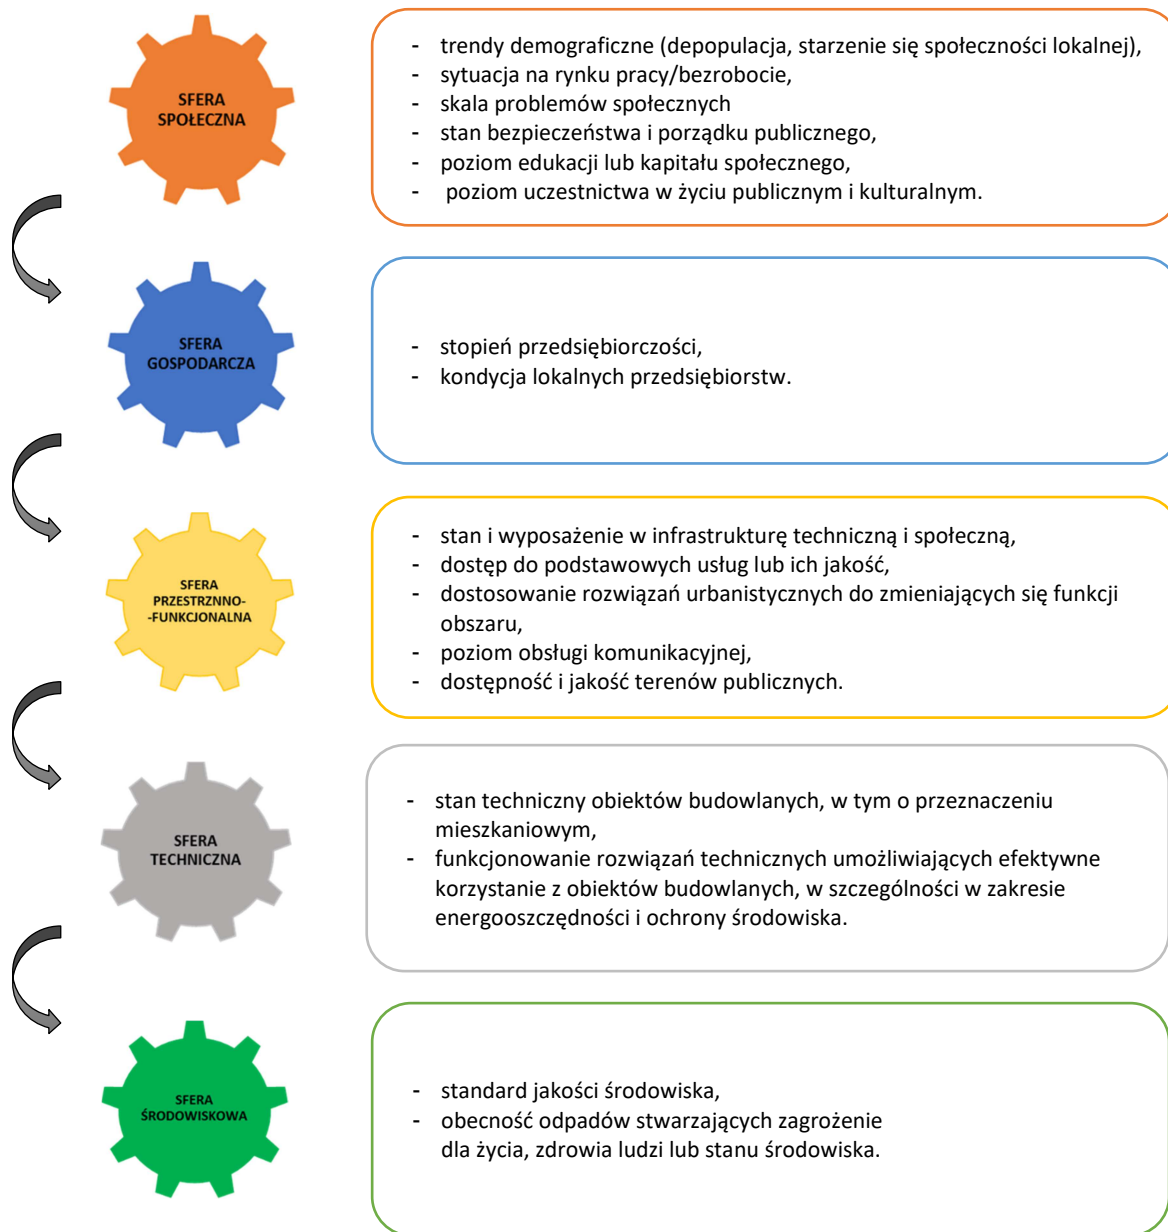 SFERA
SPOŁECZNA
- trendy demograficzne (depopulacja, starzenie się społeczności lokalnej),
- sytuacja na rynku pracy/bezrobocie,
- skala problemów społecznych
- stan bezpieczeństwa i porządku publicznego,
- poziom edukacji lub kapitału społecznego,
- poziom uczestnictwa w życiu publicznym i kulturalnym.
SFERA
GOSPODARCZA
- stopień przedsiębiorczości,
- kondycja lokalnych przedsiębiorstw.
SFERA
PRZESTRZNNO-
-FUNKCJONALNA
- stan i wyposażenie w infrastrukturę techniczną i społeczną,
- dostęp do podstawowych usług lub ich jakość,
- dostosowanie rozwiązań urbanistycznych do zmieniających się funkcji
obszaru,
- poziom obsługi komunikacyjnej,
- dostępność i jakość terenów publicznych.
SFERA
TECHNICZNA
- stan techniczny obiektów budowlanych, w tym o przeznaczeniu
mieszkaniowym,
- funkcjonowanie rozwiązań technicznych umożliwiających efektywne
korzystanie z obiektów budowlanych, w szczególności w zakresie
energooszczędności i ochrony środowiska.
SFERA
ŚRODOWISKOWA
- standard jakości środowiska,
- obecność odpadów stwarzających zagrożenie
dla życia, zdrowia ludzi lub stanu środowiska.